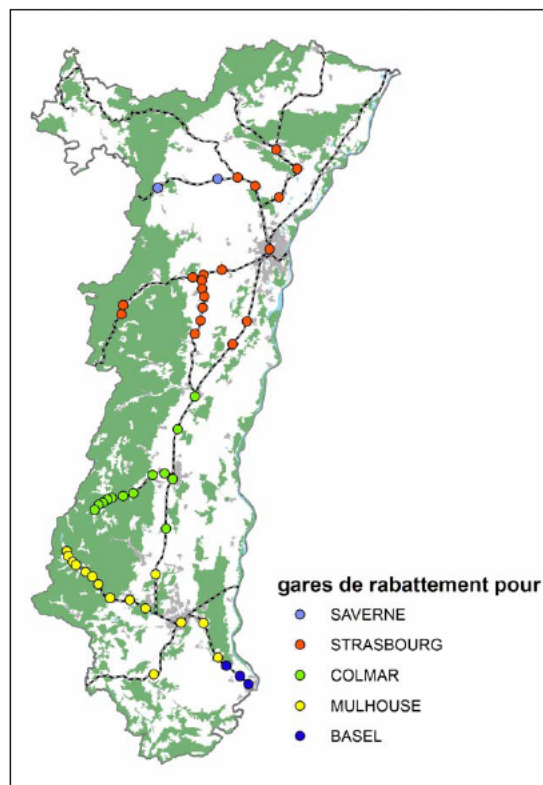 gares de rabattement pour
SAVERNE
STRASBOURG
COLMAR
MULHOUSE
BASEL